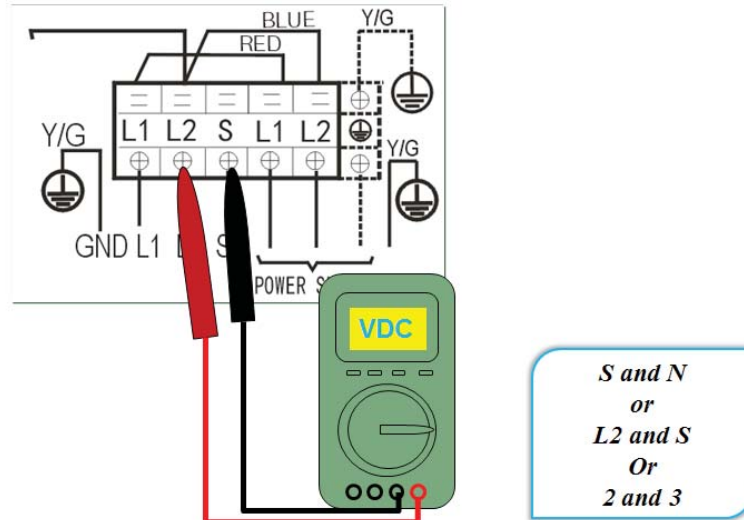 BLUE Y/G
RED
L1 L2 S L1 L2
Y/G
Y/G
GND L1
POWER
VDC
S and N
or
L2 and S
Or
2 and 3